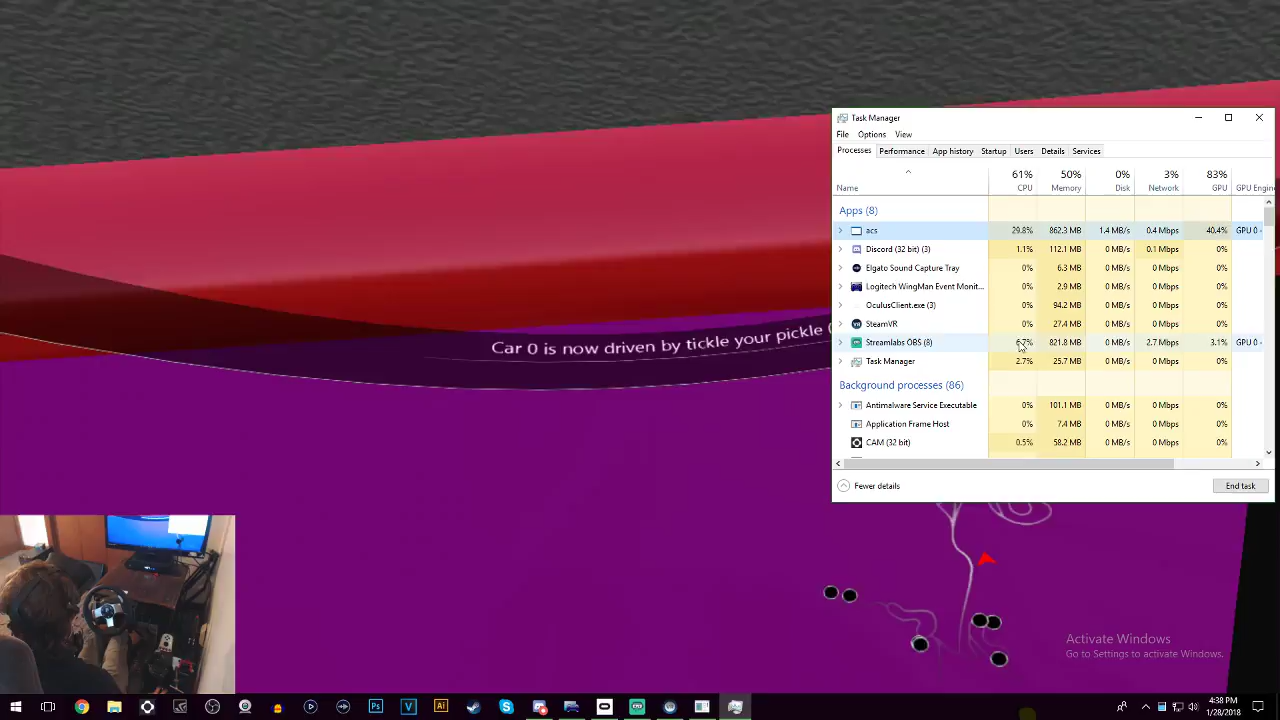 Car 0 is now driven by tickle your pickle (
Task Manager
File Options View
Processes Performance App history Startup Users Details Services
61% 50% 0% 3% 83%
Name CPU Memory Disk Network GPU GPU Engin
Apps (8)
acs 29.8% 862.3 MB 1.4 MB/s 0.4 Mbps 40.4% GPU 0 -
Discord (32 bit) (3) 1.1% 112.1 MB 0 MB/s 0.1 Mbps 0%
Elgato Sound Capture Tray 0% 6.3 MB 0 MB/s 0 Mbps 0%
Logitech WingMan Event Monit... 0% 2.9 MB 0 MB/s 0 Mbps 0%
OculusClient.exe (3) 0% 94.2 MB 0 MB/s 0 Mbps 0%
SteamVR 0% 27.4 MB 0 MB/s 0 Mbps 0%
Streamlabs OBS (8) 821.8 MB 0 MB/s 2.7 Mbps 3.1% GPU 0 -
Task Manager 2.7% 25.7 MB 0 MB/s 0 Mbps 0%
Background processes (86)
Antimalware Service Executable 0% 101.1 MB 0 MB/s 0 Mbps 0%
Application Frame Host 0% 7.4 MB 0 MB/s 0 Mbps 0%
CAM (32 bit) 0.5% 58.2 MB 0 MB/s 0 Mbps 0%
Fewer details End task
Activate Windows
Go to Settings to activate Windows.
Ps V Ai
4:38 PM
1/28/2018